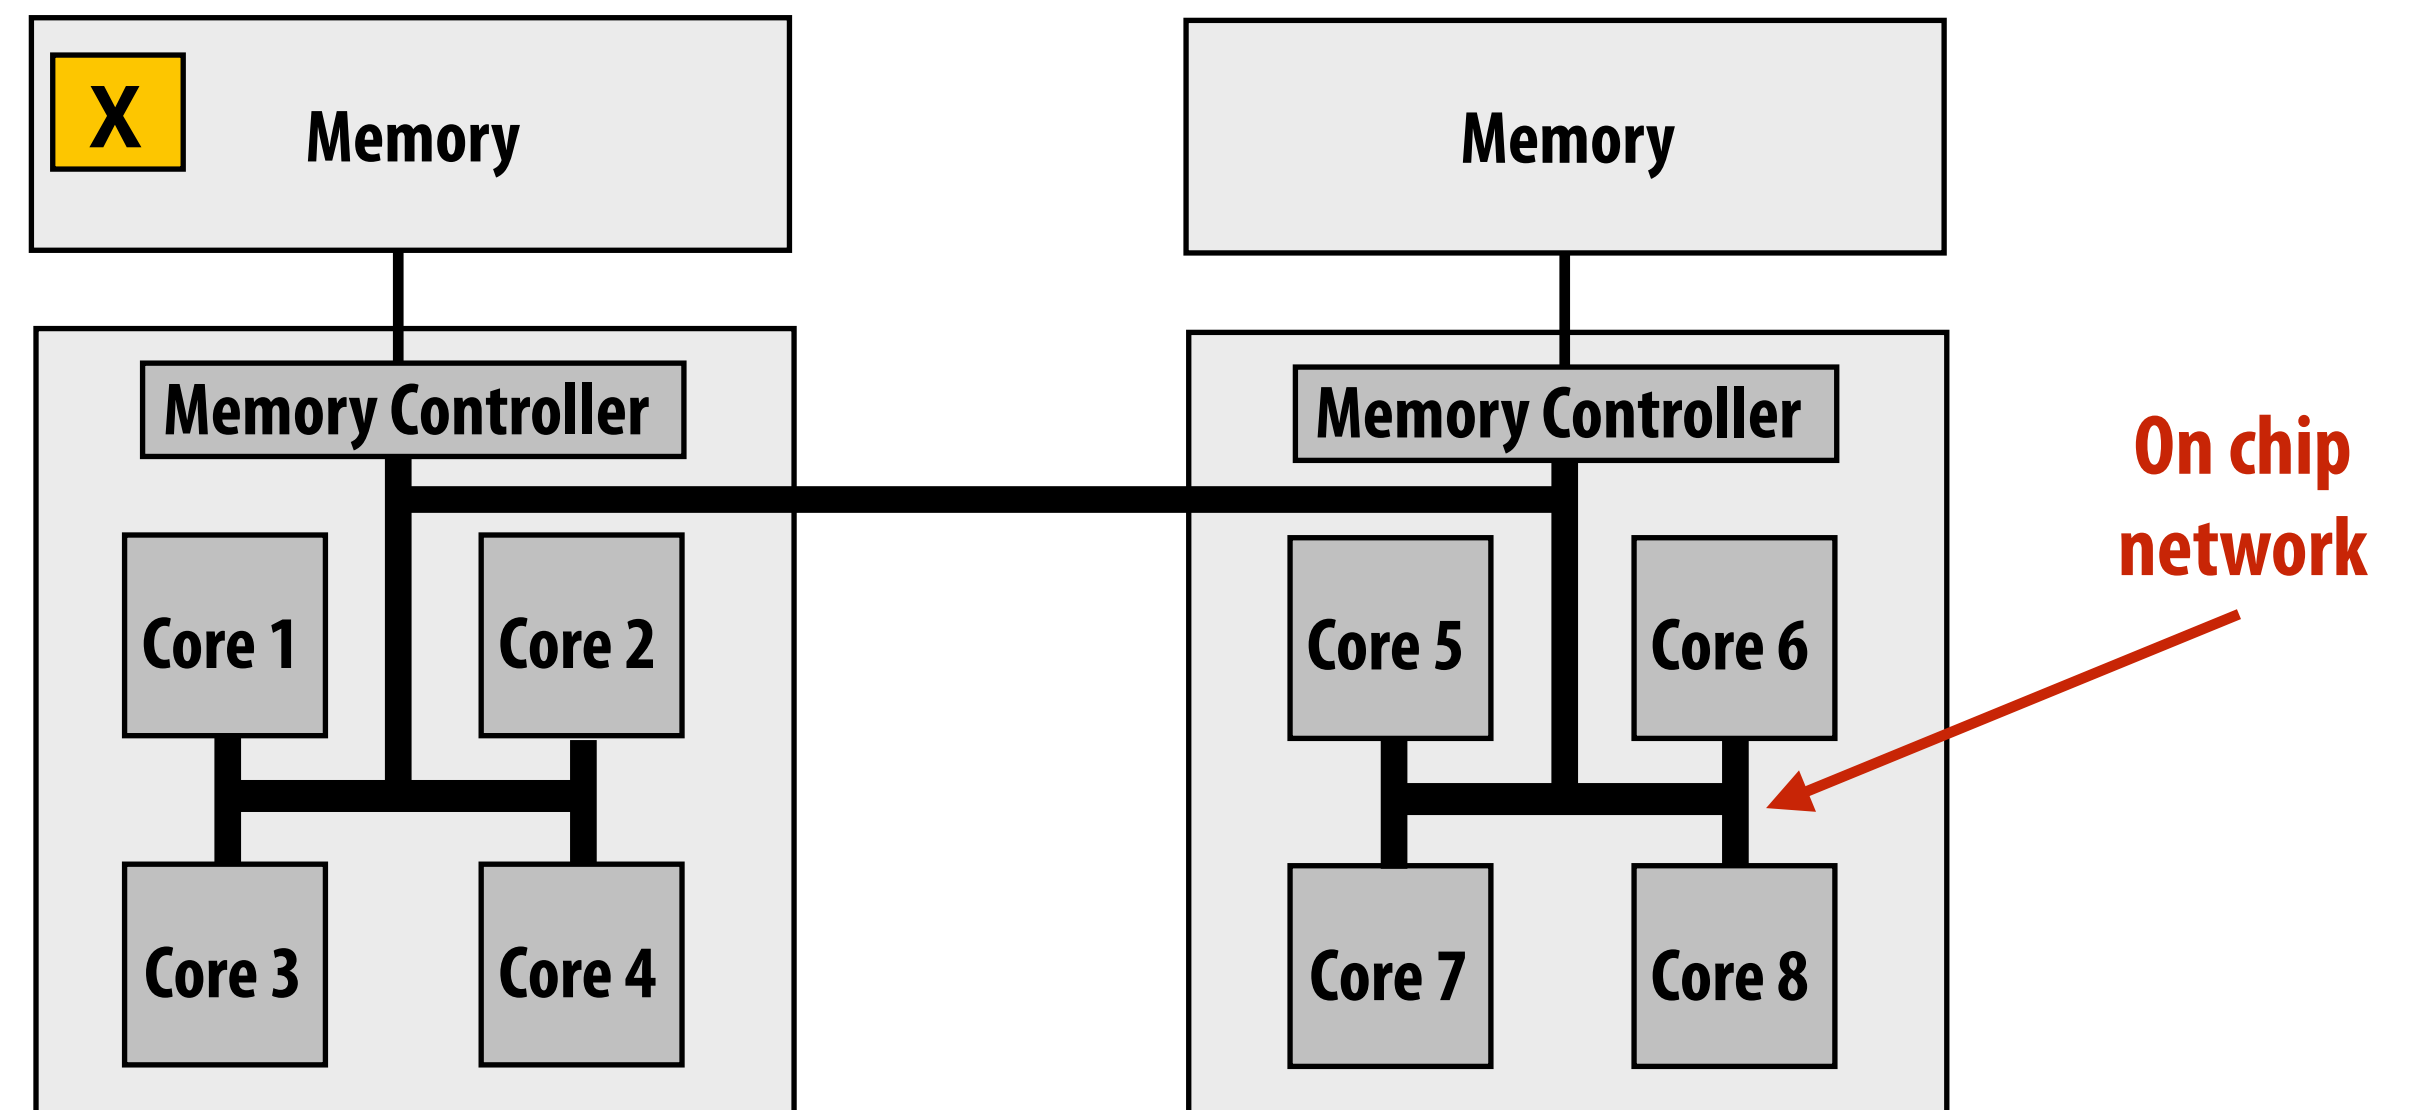 X
Memory
Memory
Memory Controller
Memory Controller
On chip
network
Core 1
Core 2
Core 5
Core 6
Core 3
Core 4
Core 7
Core 8